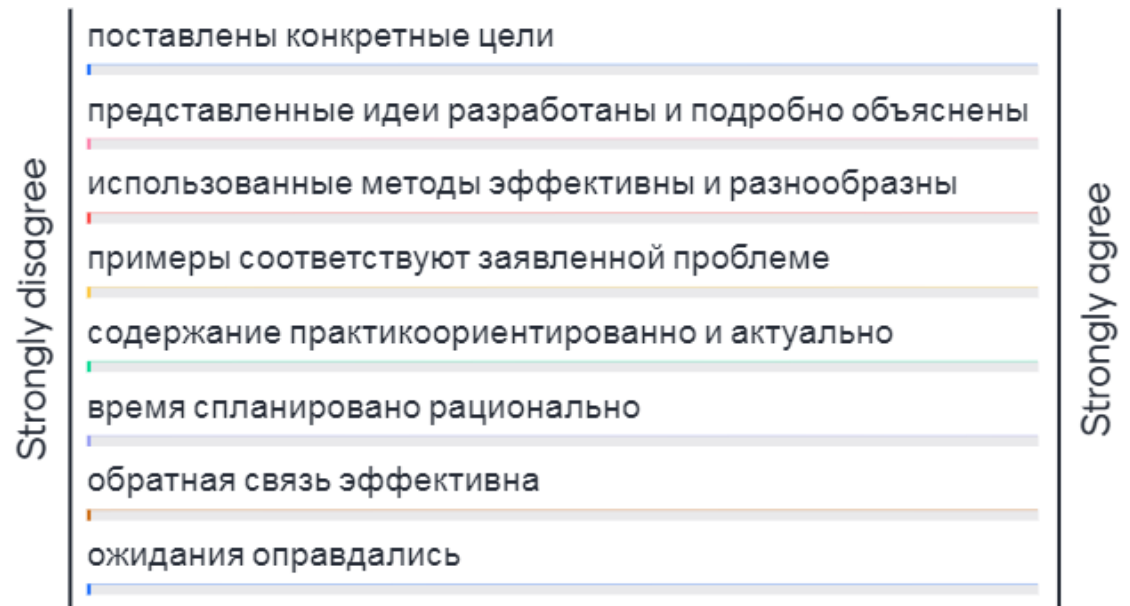 поставлены конкретные цели
представленные идеи разработаны и подробно объяснены
использованные методы эффективны и разнообразны
примеры соответствуют заявленной проблеме
содержание практикоориентированно и актуально
время спланировано рационально
обратная связь эффективна
ожидания оправдались
Strongly disagree
Strongly agree